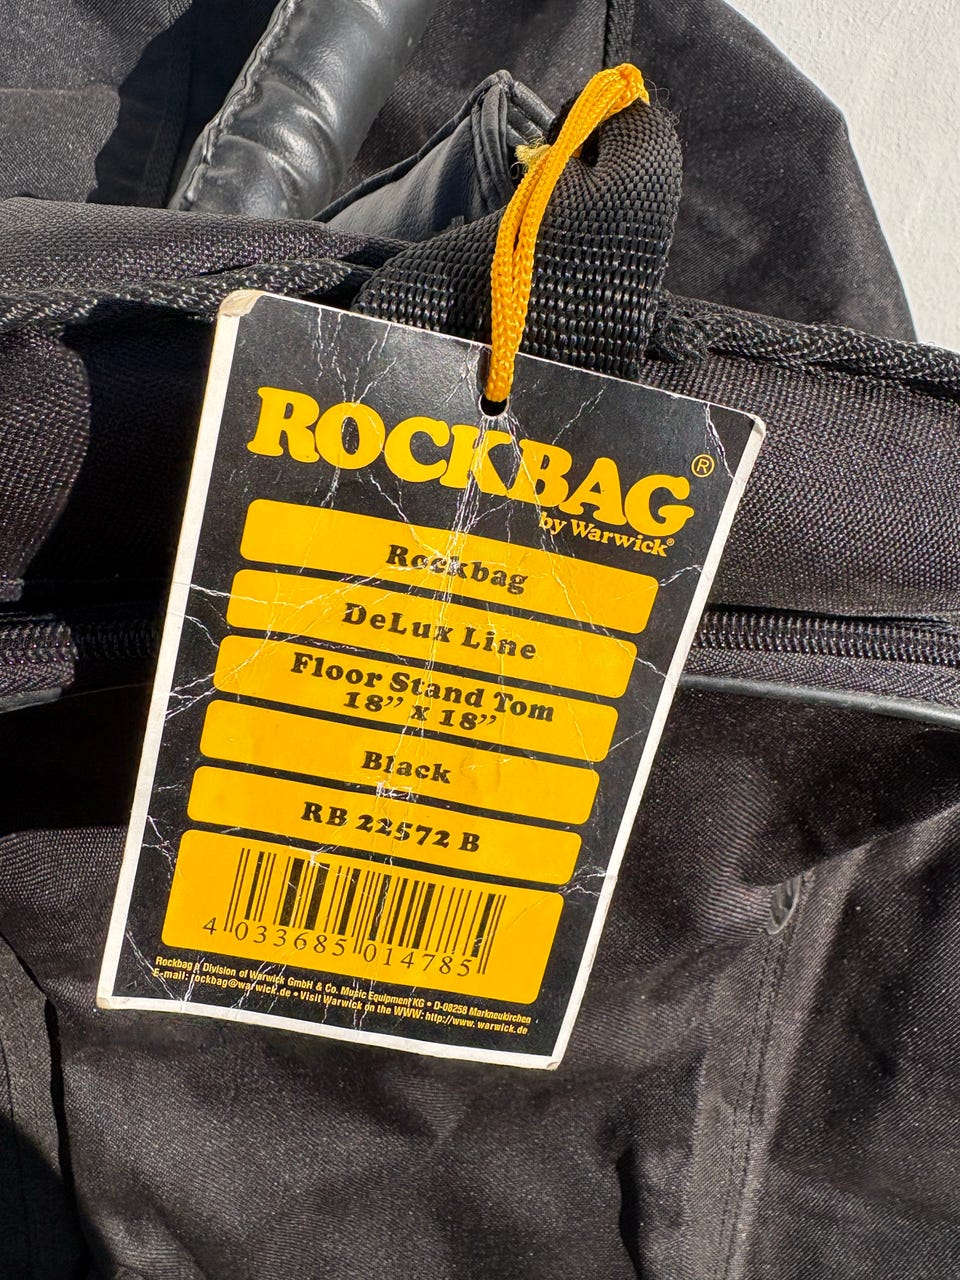 ROCKBAG®
by Warwick®
Rockbag
DeLux Line
Floor Stand Tom
18” x 18”
Black
RB 22572 B
4 033685 014785
Rockbag a Division of Warwick GmbH & Co. Music Equipment KG • D-08258 Markneukirchen
E-mail: rockbag@warwick.de • Visit Warwick on the WWW: http://www.warwick.de